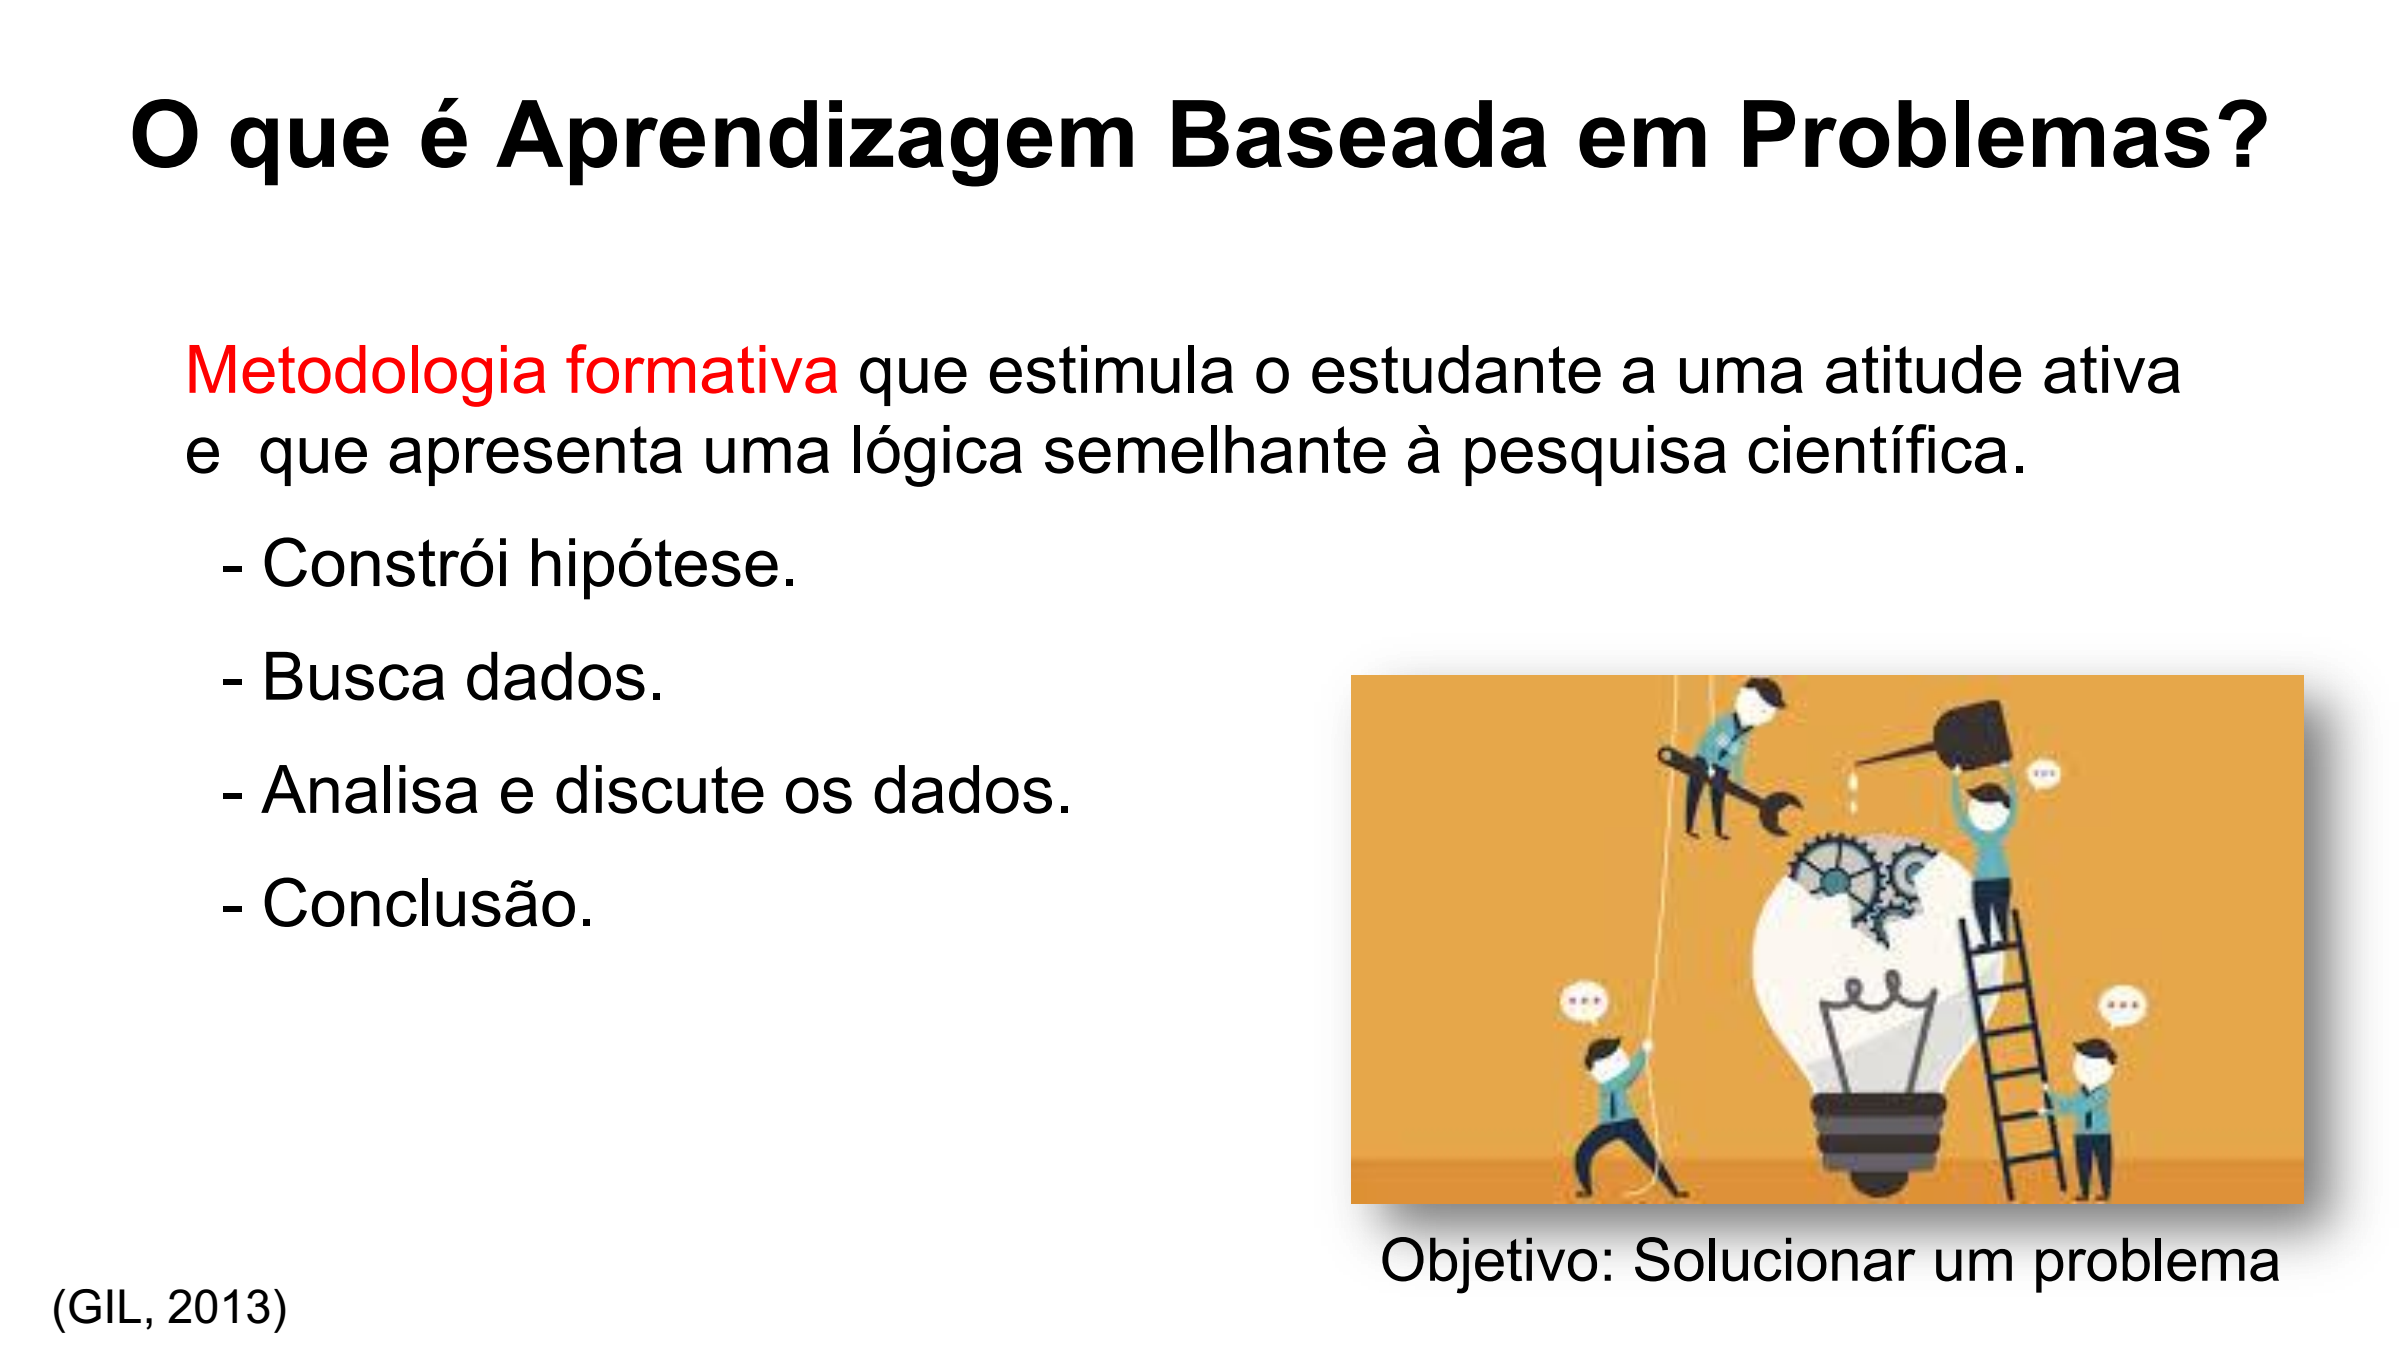 O que é Aprendizagem Baseada em Problemas?
Metodologia formativa que estimula o estudante a uma atitude ativa
e  que apresenta uma lógica semelhante à pesquisa científica.
- Constrói hipótese.
- Busca dados.
- Analisa e discute os dados.
- Conclusão.
Objetivo: Solucionar um problema
(GIL, 2013)